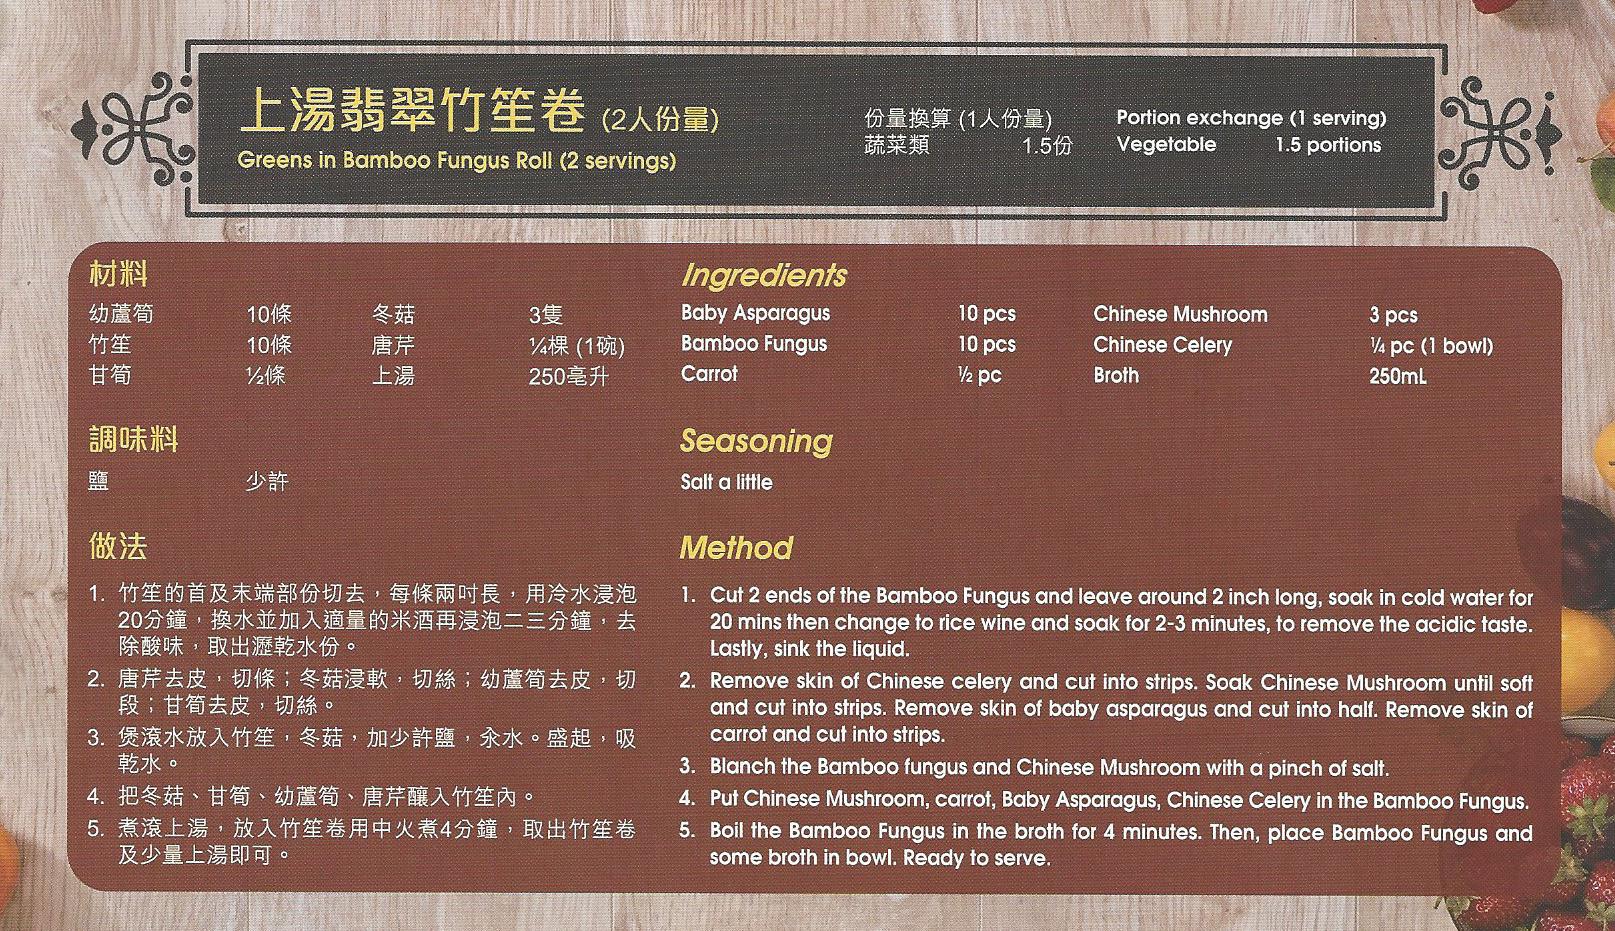 上湯翡翠竹笙卷 (2人份量)
Greens in Bamboo Fungus Roll (2 servings)
份量換算 (1人份量)
蔬菜類 1.5份
Portion exchange (1 serving)
Vegetable 1.5 portions
材料
幼蘆筍 10條 冬菇 3隻
竹笙 10條 唐芹 ¼棵 (1碗)
甘筍 ½條 上湯 250毫升
調味料
鹽 少許
做法
1. 竹笙的首及末端部份切去，每條兩吋長，用冷水浸泡
20分鐘，換水並加入適量的米酒再浸泡二三分鐘，去
除酸味，取出瀝乾水份。
2. 唐芹去皮，切條；冬菇浸軟，切絲；幼蘆筍去皮，切
段；甘筍去皮，切絲。
3. 煲滾水放入竹笙，冬菇，加少許鹽，汆水。盛起，吸
乾水。
4. 把冬菇、甘筍、幼蘆筍、唐芹釀入竹笙內。
5. 煮滾上湯，放入竹笙卷用中火煮4分鐘，取出竹笙卷
及少量上湯即可。
Ingredients
Baby Asparagus 10 pcs Chinese Mushroom 3 pcs
Bamboo Fungus 10 pcs Chinese Celery ¼ pc (1 bowl)
Carrot ½ pc Broth 250mL
Seasoning
Salt a little
Method
1. Cut 2 ends of the Bamboo Fungus and leave around 2 inch long, soak in cold water for
20 mins then change to rice wine and soak for 2-3 minutes, to remove the acidic taste.
Lastly, sink the liquid.
2. Remove skin of Chinese celery and cut into strips. Soak Chinese Mushroom until soft
and cut into strips. Remove skin of baby asparagus and cut into half. Remove skin of
carrot and cut into strips.
3. Blanch the Bamboo fungus and Chinese Mushroom with a pinch of salt.
4. Put Chinese Mushroom, carrot, Baby Asparagus, Chinese Celery in the Bamboo Fungus.
5. Boil the Bamboo Fungus in the broth for 4 minutes. Then, place Bamboo Fungus and
some broth in bowl. Ready to serve.